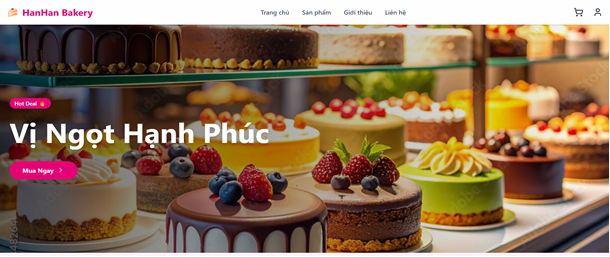 HanHan Bakery
Trang chủ Sản phẩm Giới thiệu Liên hệ
Hot Deal 🔥
Vị Ngọt Hạnh Phúc
Mua Ngay >